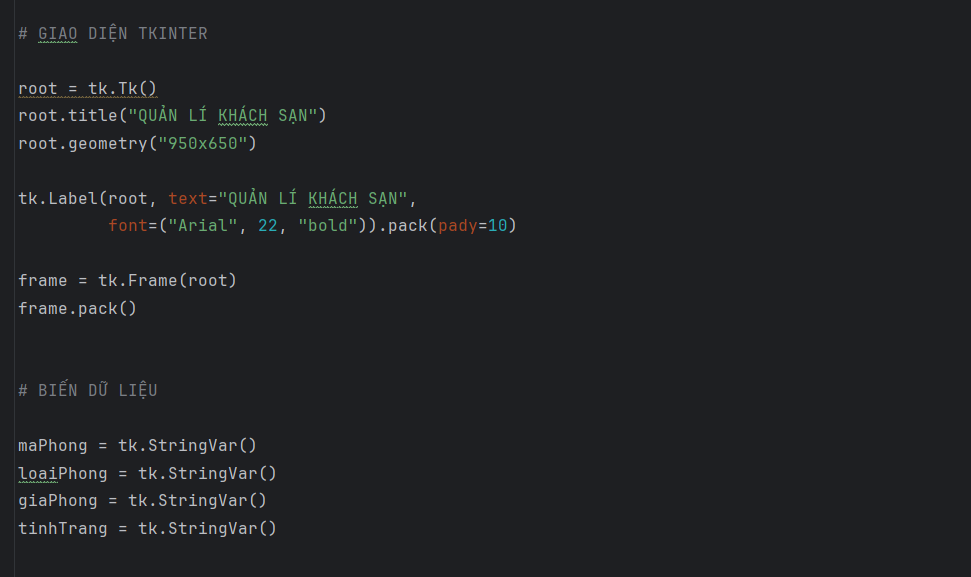 # GIAO DIỆN TKINTER
root = tk.Tk()
root.title("QUẢN LÍ KHÁCH SẠN")
root.geometry("950x650")
tk.Label(root, text="QUẢN LÍ KHÁCH SẠN",
         font=("Arial", 22, "bold")).pack(pady=10)
frame = tk.Frame(root)
frame.pack()
# BIẾN DỮ LIỆU
maPhong = tk.StringVar()
loaiPhong = tk.StringVar()
giaPhong = tk.StringVar()
tinhTrang = tk.StringVar()